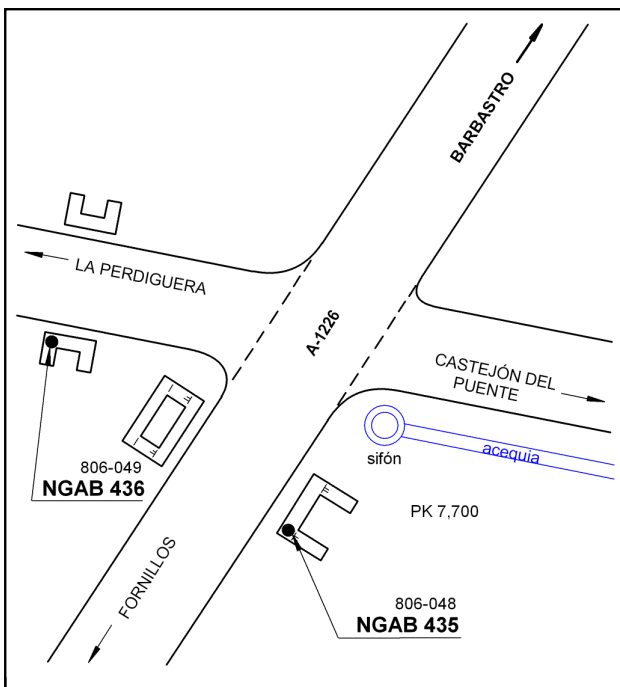 BARBASTRO
LA PERDIGUERA
A-1226
CASTEJÓN DEL
PUENTE
acequia
sifón
806-049
NGAB 436
PK 7,700
FORNILLOS
806-048
NGAB 435